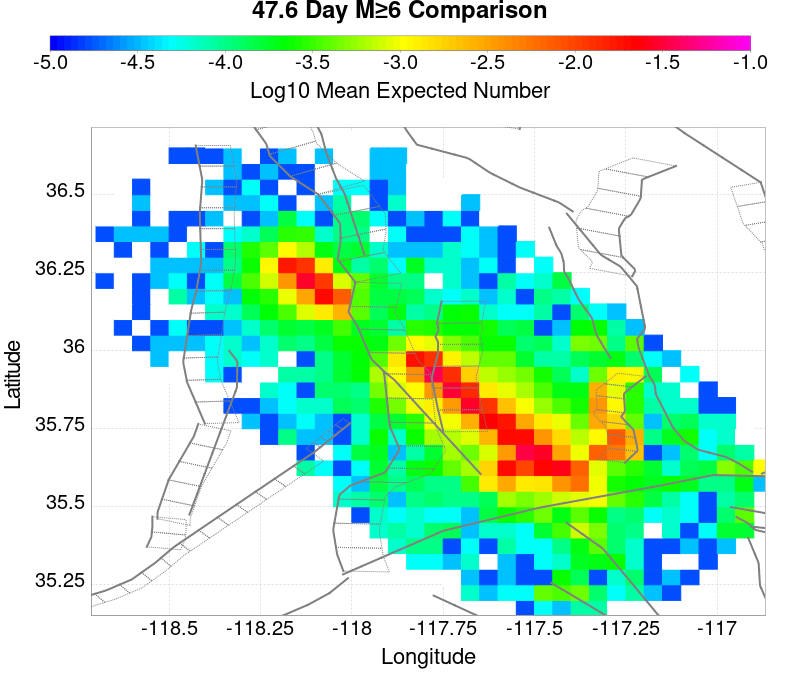 47.6 Day M≥6 Comparison
-5.0 -4.5 -4.0 -3.5 -3.0 -2.5 -2.0 -1.5 -1.0
Log10 Mean Expected Number
36.5
36.25
36
35.75
35.5
35.25
Latitude
-118.5 -118.25 -118 -117.75 -117.5 -117.25 -117
Longitude